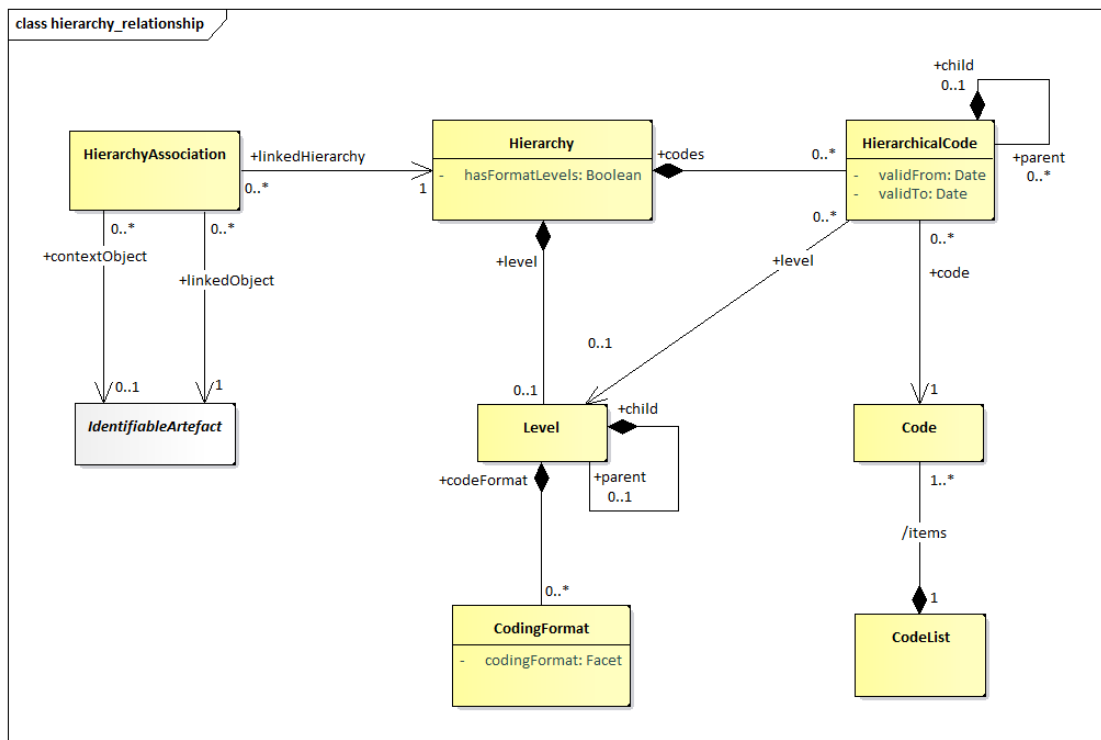 class hierarchy_relationship
+child
0..1
+parent
0..*
HierarchyAssociation
+linkedHierarchy
0..*
1
Hierarchy
- hasFormatLevels: Boolean
+codes
0..*
HierarchicalCode
- validFrom: Date
- validTo: Date
0..*
0..*
+contextObject
+linkedObject
0..1
1
IdentifiableArtefact
+level
0..1
0..*
+level
0..1
0..*
+code
1
Level
+child
+parent
0..1
+codeFormat
0..*
Code
1..*
/items
1
CodingFormat
- codingFormat: Facet
CodeList